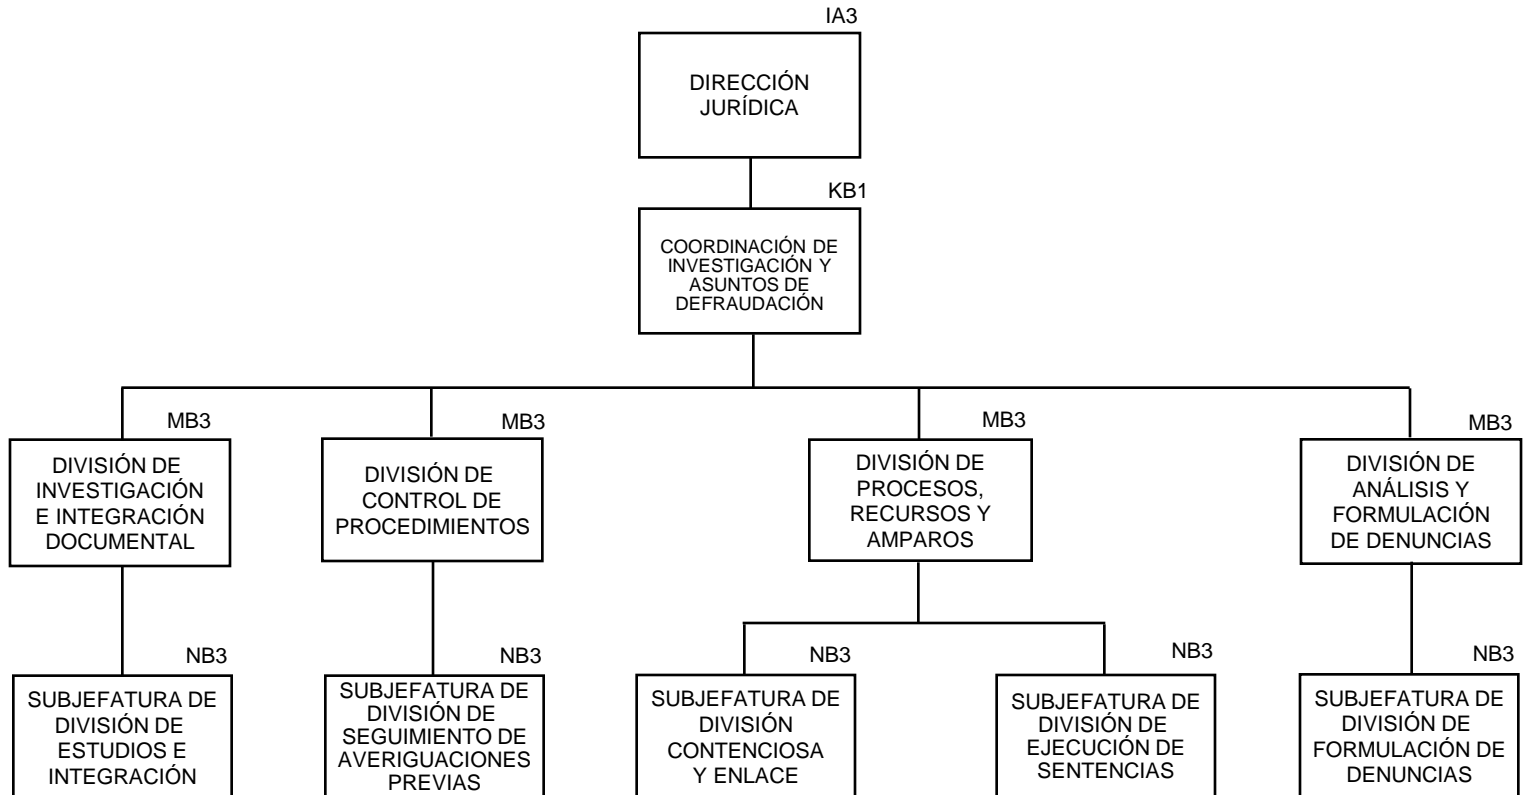 IA3
DIRECCIÓN
JURÍDICA
KB1
COORDINACIÓN DE
INVESTIGACIÓN Y
ASUNTOS DE
DEFRAUDACIÓN
MB3
DIVISIÓN DE
INVESTIGACIÓN
E INTEGRACIÓN
DOCUMENTAL
MB3
DIVISIÓN DE
CONTROL DE
PROCEDIMIENTOS
MB3
DIVISIÓN DE
PROCESOS,
RECURSOS Y
AMPAROS
MB3
DIVISIÓN DE
ANÁLISIS Y
FORMULACIÓN
DE DENUNCIAS
NB3
SUBJEFATURA DE
DIVISIÓN DE
ESTUDIOS E
INTEGRACIÓN
NB3
SUBJEFATURA DE
DIVISIÓN DE
SEGUIMIENTO DE
AVERIGUACIONES
PREVIAS
NB3
SUBJEFATURA DE
DIVISIÓN
CONTENCIOSA
Y ENLACE
NB3
SUBJEFATURA DE
DIVISIÓN DE
EJECUCIÓN DE
SENTENCIAS
NB3
SUBJEFATURA DE
DIVISIÓN DE
FORMULACIÓN DE
DENUNCIAS